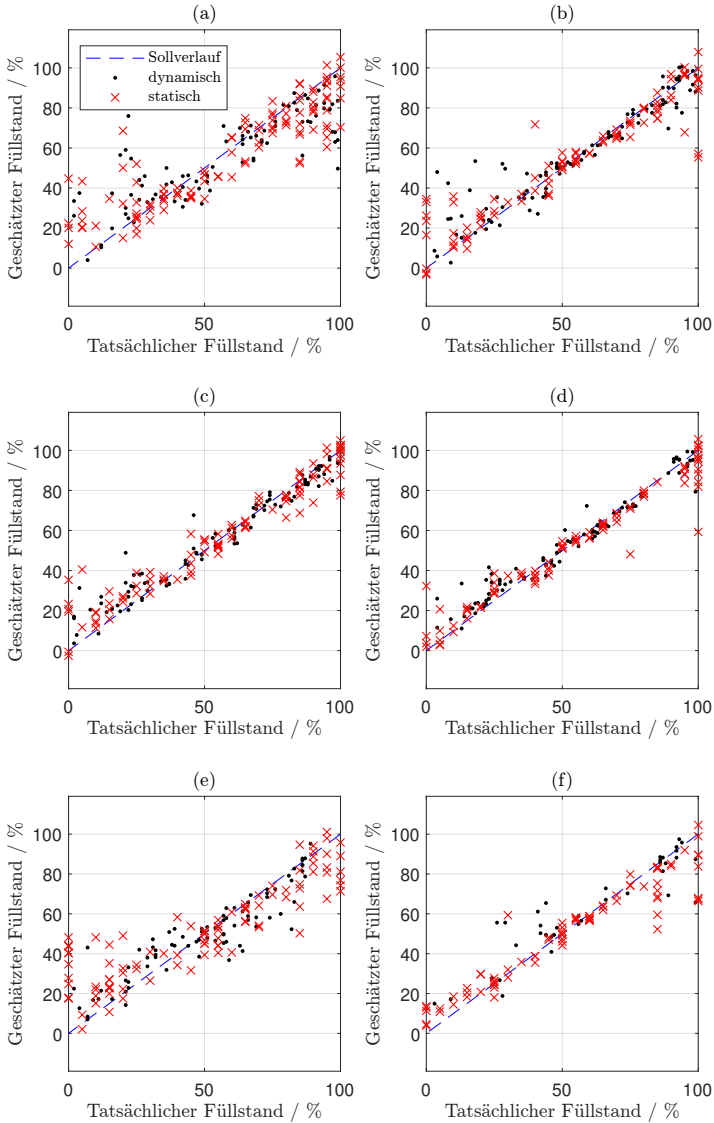 (a)
Geschätzter Füllstand / %
100
80
60
40
20
0
Sollverlauf
dynamisch
statisch
0
50
100
Tatsächlicher Füllstand / %
(b)
Geschätzter Füllstand / %
100
80
60
40
20
0
0
50
100
Tatsächlicher Füllstand / %
(c)
Geschätzter Füllstand / %
100
80
60
40
20
0
0
50
100
Tatsächlicher Füllstand / %
(d)
Geschätzter Füllstand / %
100
80
60
40
20
0
0
50
100
Tatsächlicher Füllstand / %
(e)
Geschätzter Füllstand / %
100
80
60
40
20
0
0
50
100
Tatsächlicher Füllstand / %
(f)
Geschätzter Füllstand / %
100
80
60
40
20
0
0
50
100
Tatsächlicher Füllstand / %